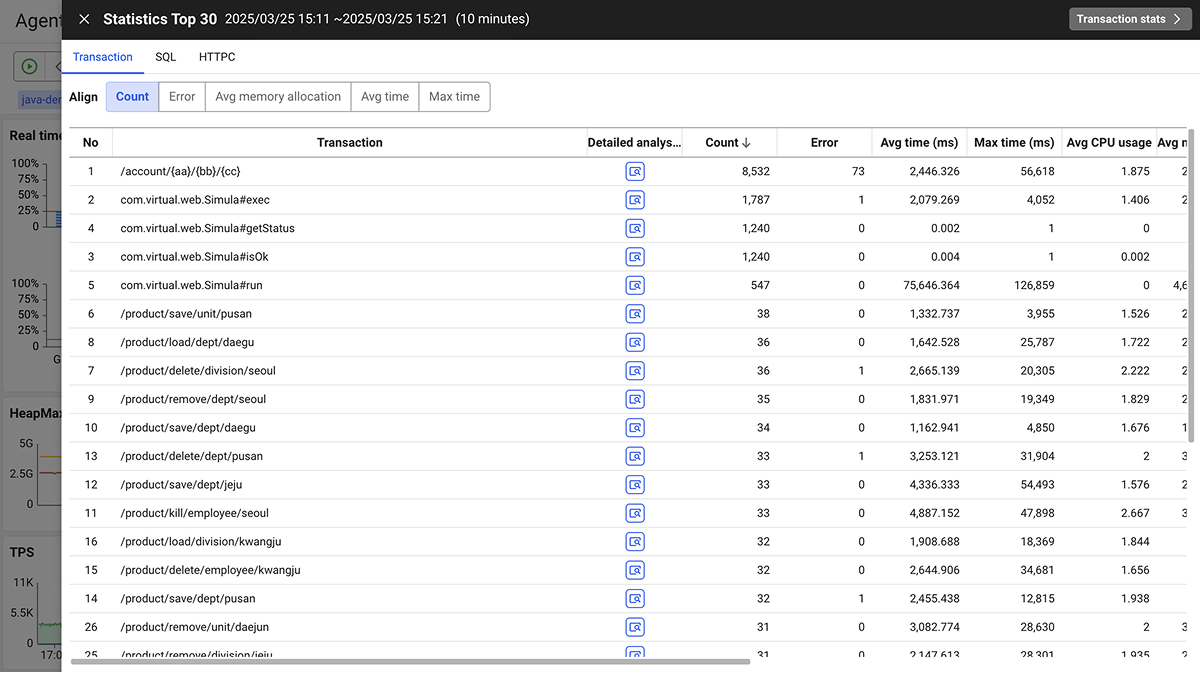 Agent
Statistics Top 30 2025/03/25 15:11 ~2025/03/25 15:21 (10 minutes)
Transaction stats
Transaction SQL HTTPC
java-de
Align Count Error Avg memory allocation Avg time Max time
Real time
100%
75%
50%
25%
0
100%
75%
50%
25%
0
G
HeapMax
5G
2.5G
0
TPS
11K
5.5K
0
17:0
No Transaction Detailed analys... Count Error Avg time (ms) Max time (ms) Avg CPU usage Avg
1 /account/{aa}/{bb}/{cc} 8,532 73 2,446.326 56,618 1.875 2
2 com.virtual.web.Simula#exec 1,787 1 2,079.269 4,052 1.406 2
4 com.virtual.web.Simula#getStatus 1,240 0 0.002 1 0
3 com.virtual.web.Simula#isOk 1,240 0 0.004 1 0.002
5 com.virtual.web.Simula#run 547 0 75,646.364 126,859 0 4,6
6 /product/save/unit/pusan 38 0 1,332.737 3,955 1.526 2
8 /product/load/dept/daegu 36 0 1,642.528 25,787 1.722 2
7 /product/delete/division/seoul 36 1 2,665.139 20,305 2.222 2
9 /product/remove/dept/seoul 35 0 1,831.971 19,349 1.829 2
10 /product/save/dept/daegu 34 0 1,162.941 4,850 1.676 1
13 /product/delete/dept/pusan 33 1 3,253.121 31,904 2 3
12 /product/save/dept/jeju 33 0 4,336.333 54,493 1.576 2
11 /product/kill/employee/seoul 33 0 4,887.152 47,898 2.667 3
16 /product/load/division/kwangju 32 0 1,908.688 18,369 1.844
15 /product/delete/employee/kwangju 32 0 2,644.906 34,681 1.656
14 /product/save/dept/pusan 32 1 2,455.438 12,815 1.938
26 /product/remove/unit/daejun 31 0 3,082.774 28,630 2 3
25 /product/remove/division/jeju 31 0 2,147.613 28,301 1.935 2